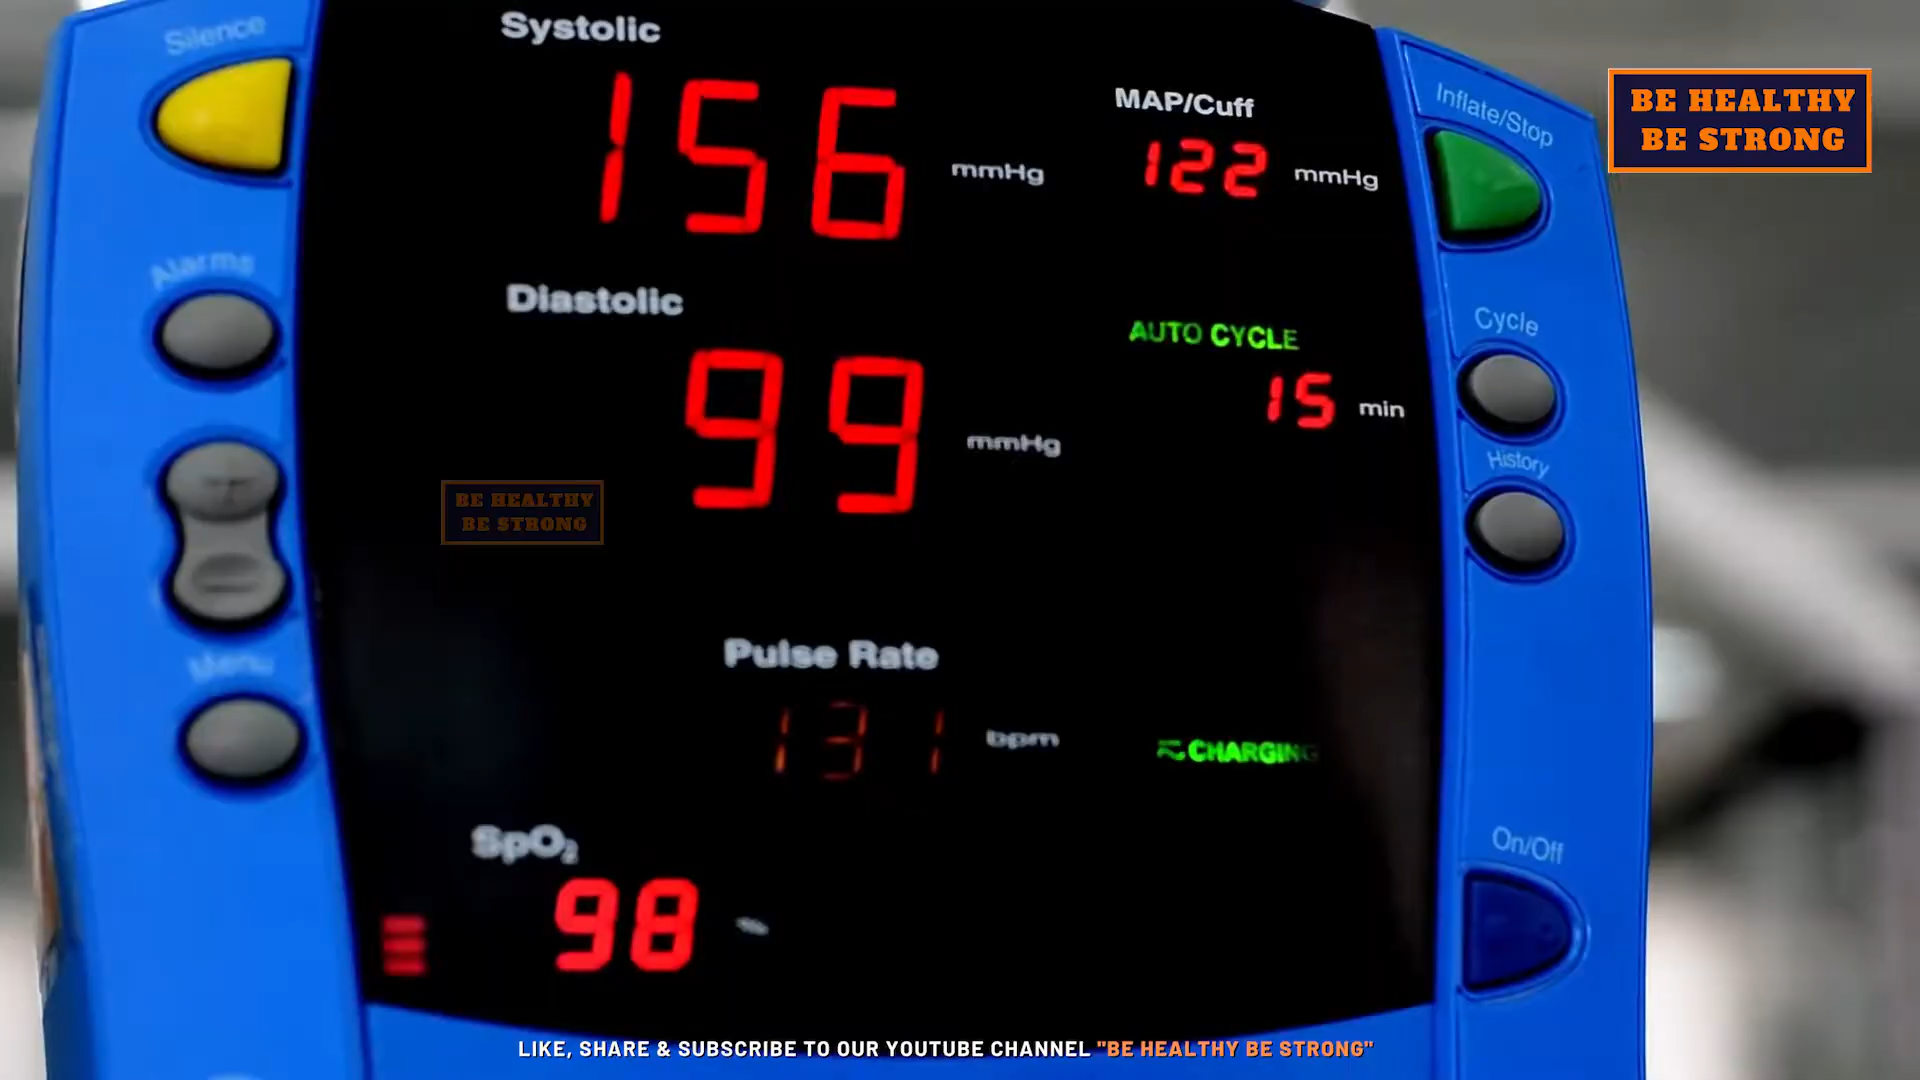 Systolic
156 mmHg
MAP/Cuff
122 mmHg
Silence
Inflate/Stop
BE HEALTHY
BE STRONG
Alarms
Diastolic
99 mmHg
AUTO CYCLE
15 min
Cycle
History
BE HEALTHY
BE STRONG
Menu
Pulse Rate
131 bpm
CHARGING
SpO₂
98 %
On/Off
LIKE, SHARE & SUBSCRIBE TO OUR YOUTUBE CHANNEL "BE HEALTHY BE STRONG"